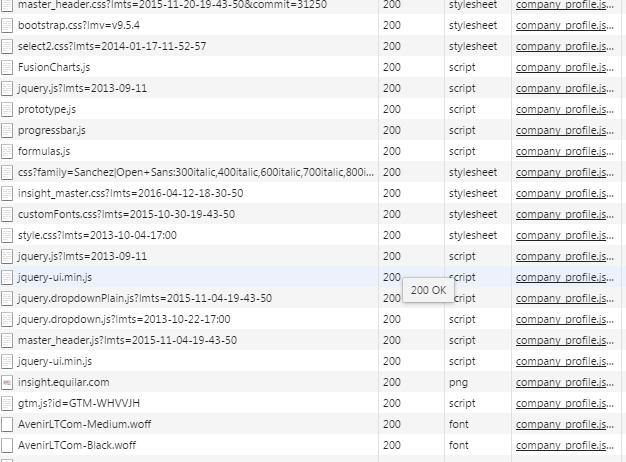 master_header.css?lmts=2015-11-20-19-43-50&commit=31250 200 stylesheet company_profile.js...
bootstrap.css?lmv=v9.5.4 200 stylesheet company_profile.js...
select2.css?lmts=2014-01-17-11-52-57 200 stylesheet company_profile.js...
FusionCharts.js 200 script company_profile.js...
jquery.js?lmts=2013-09-11 200 script company_profile.js...
prototype.js 200 script company_profile.js...
progressbar.js 200 script company_profile.js...
formulas.js 200 script company_profile.js...
css?family=Sanchez|Open+Sans:300italic,400italic,600italic,700italic,800i... 200 stylesheet company_profile.js...
insight_master.css?lmts=2016-04-12-18-30-50 200 stylesheet company_profile.js...
customFonts.css?lmts=2015-10-30-19-43-50 200 stylesheet company_profile.js...
style.css?lmts=2013-10-04-17:00 200 stylesheet company_profile.js...
jquery.js?lmts=2013-09-11 200 script company_profile.js...
jquery-ui.min.js 200 script company_profile.js...
200 OK
jquery.dropdownPlain.js?lmts=2015-11-04-19-43-50 200 script company_profile.js...
jquery.dropdown.js?lmts=2013-10-22-17:00 200 script company_profile.js...
master_header.js?lmts=2015-11-04-19-43-50 200 script company_profile.js...
jquery-ui.min.js 200 script company_profile.js...
insight.equilar.com 200 png company_profile.js...
gtm.js?id=GTM-WHVVJH 200 script company_profile.js...
AvenirLTCom-Medium.woff 200 font company_profile.js...
AvenirLTCom-Black.woff 200 font company_profile.js...